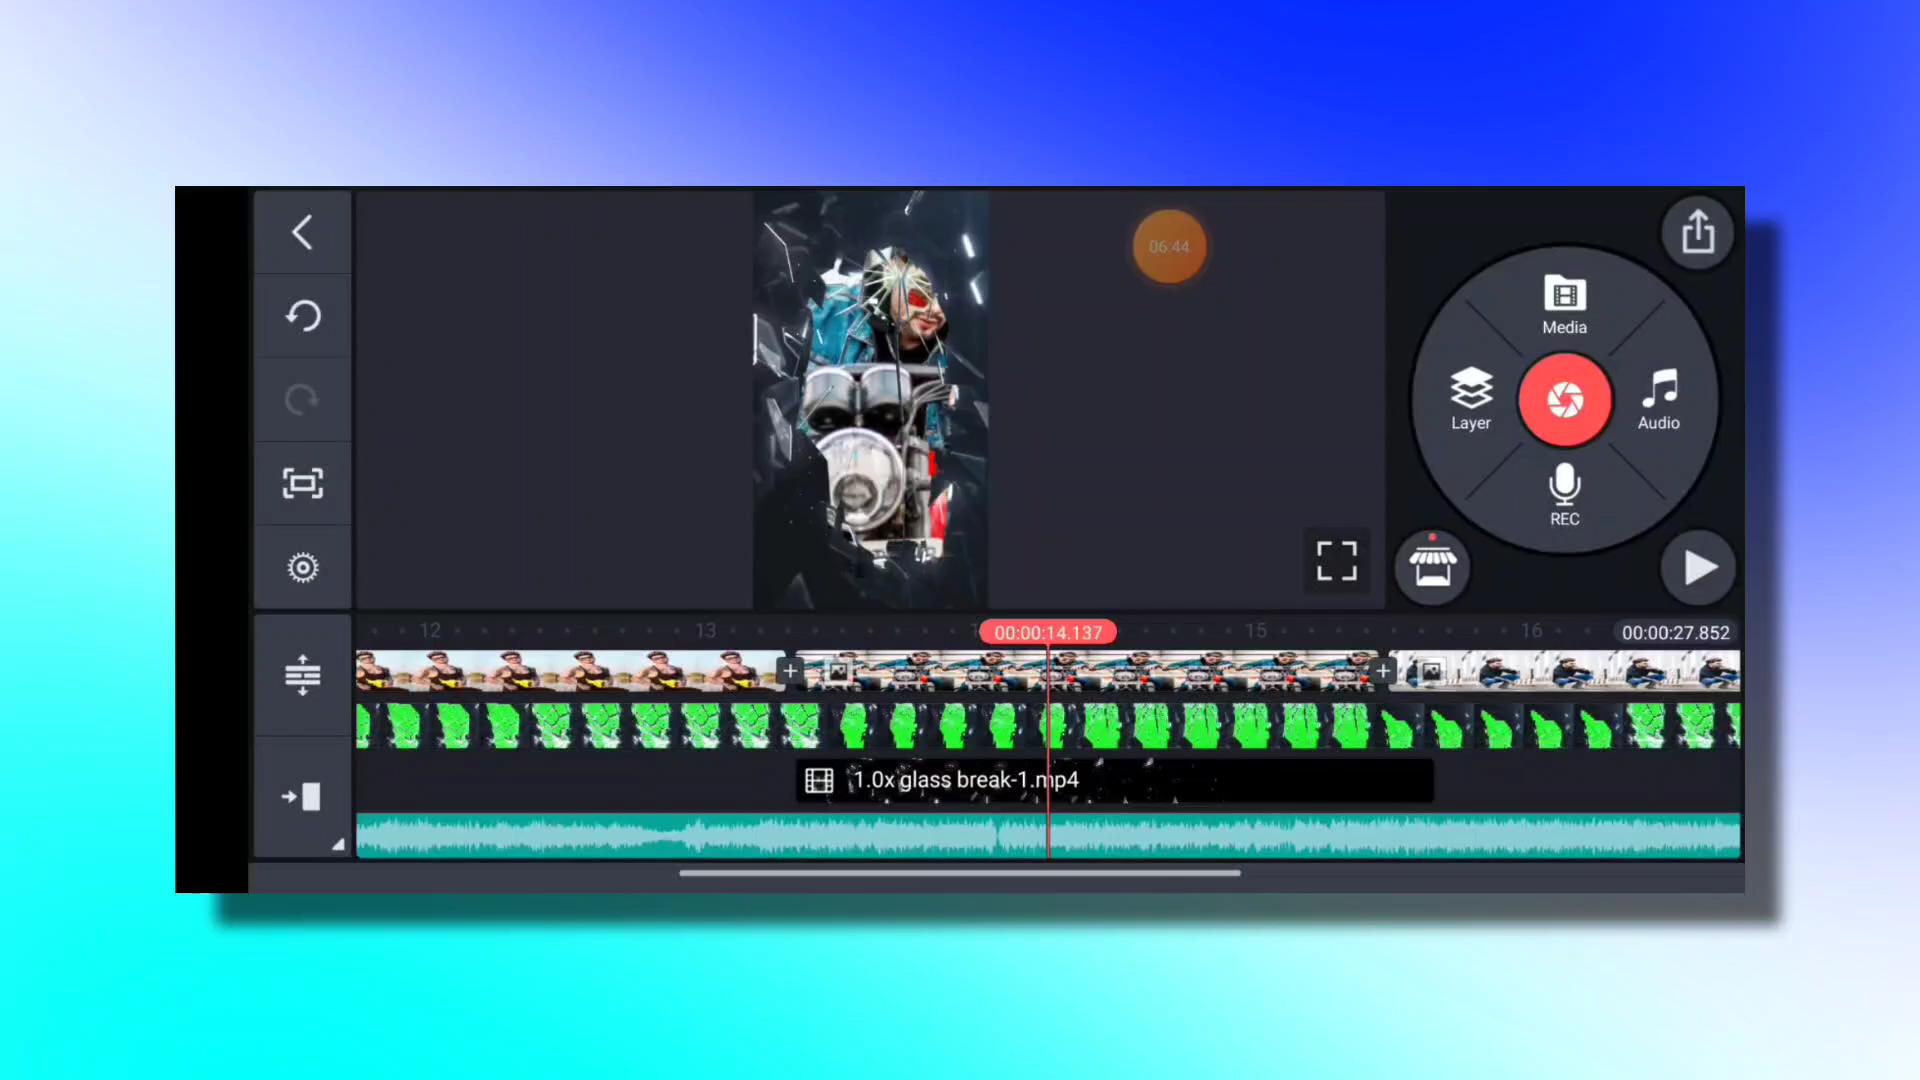 06:44
Media
Layer
Audio
REC
12
13
00:00:14.137
15
16
00:00:27.852
1.0x glass break-1.mp4